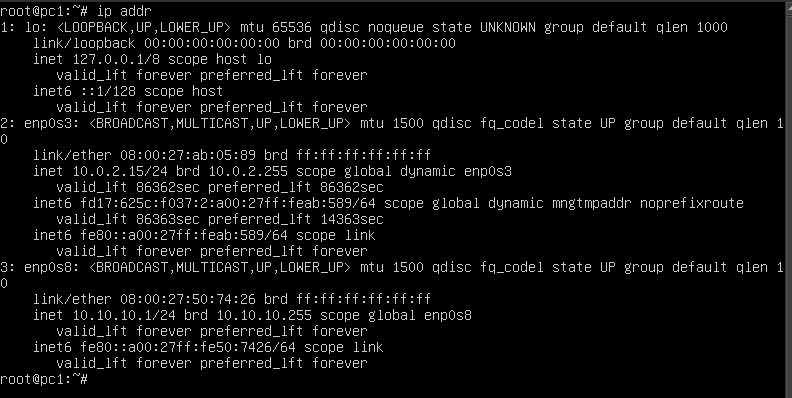 root@pc1:~# ip addr
1: lo: <LOOPBACK,UP,LOWER_UP> mtu 65536 qdisc noqueue state UNKNOWN group default qlen 1000
    link/loopback 00:00:00:00:00:00 brd 00:00:00:00:00:00
    inet 127.0.0.1/8 scope host lo
       valid_lft forever preferred_lft forever
    inet6 ::1/128 scope host
       valid_lft forever preferred_lft forever
2: enp0s3: <BROADCAST,MULTICAST,UP,LOWER_UP> mtu 1500 qdisc fq_codel state UP group default qlen 10
0
    link/ether 08:00:27:ab:05:89 brd ff:ff:ff:ff:ff:ff
    inet 10.0.2.15/24 brd 10.0.2.255 scope global dynamic enp0s3
       valid_lft 86362sec preferred_lft 86362sec
    inet6 fd17:625c:f037:2:a00:27ff:feab:589/64 scope global dynamic mngtmpaddr noprefixroute
       valid_lft 86363sec preferred_lft 14363sec
    inet6 fe80::a00:27ff:feab:589/64 scope link
       valid_lft forever preferred_lft forever
3: enp0s8: <BROADCAST,MULTICAST,UP,LOWER_UP> mtu 1500 qdisc fq_codel state UP group default qlen 10
0
    link/ether 08:00:27:50:74:26 brd ff:ff:ff:ff:ff:ff
    inet 10.10.10.1/24 brd 10.10.10.255 scope global enp0s8
       valid_lft forever preferred_lft forever
    inet6 fe80::a00:27ff:fe50:7426/64 scope link
       valid_lft forever preferred_lft forever
root@pc1:~#